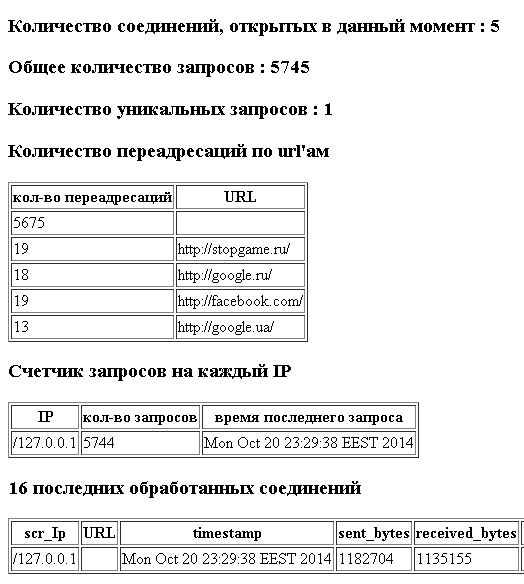 Количество соединений, открытых в данный момент : 5
Общее количество запросов : 5745
Количество уникальных запросов : 1
Количество переадресаций по url'ам
кол-во переадресаций URL
5675
19 http://stopgame.ru/
18 http://google.ru/
19 http://facebook.com/
13 http://google.ua/
Счетчик запросов на каждый IP
IP кол-во запросов время последнего запроса
/127.0.0.1 5744 Mon Oct 20 23:29:38 EEST 2014
16 последних обработанных соединений
scr_Ip URL timestamp sent_bytes received_bytes
/127.0.0.1 Mon Oct 20 23:29:38 EEST 2014 1182704 1135155